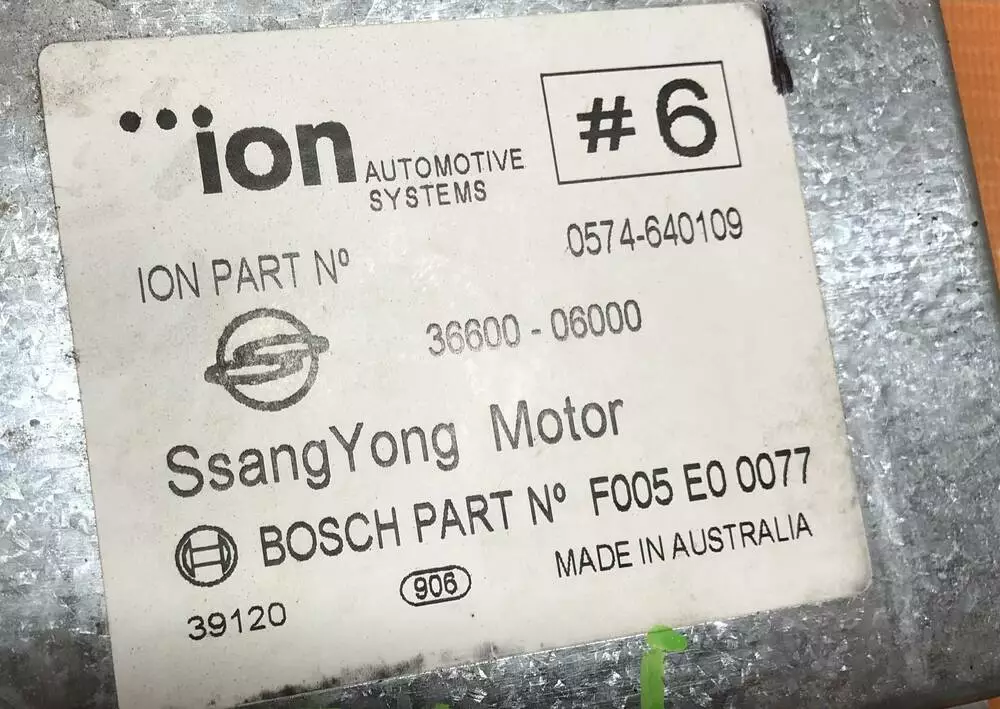 ion AUTOMOTIVE
SYSTEMS
# 6
ION PART Nº
0574-640109
36600 - 06000
SsangYong Motor
BOSCH PART Nº F005 E0 0077
MADE IN AUSTRALIA
906
39120